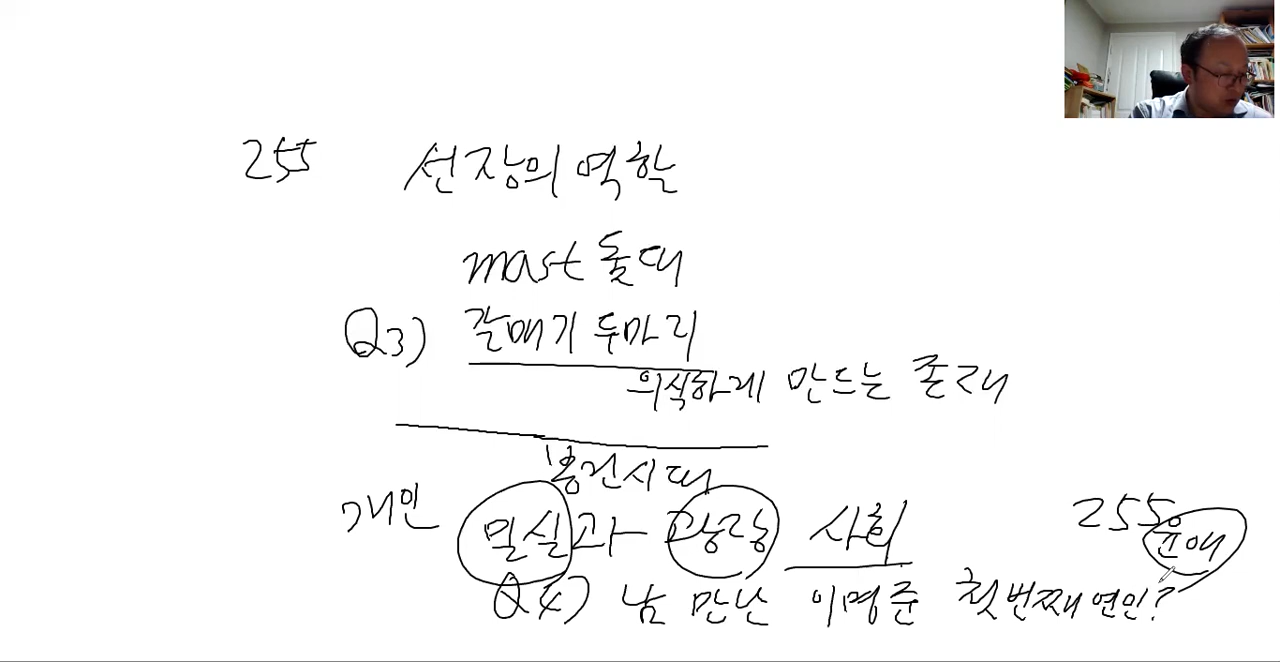 255 선장의 역할
mast 돛대
Q3) 갈매기 두마리
의식하게 만드는 존재
봉건시대
개인 밀실과 광장 사회 255 윤애
Q4) 남 만난 이명준 첫번째 연인?